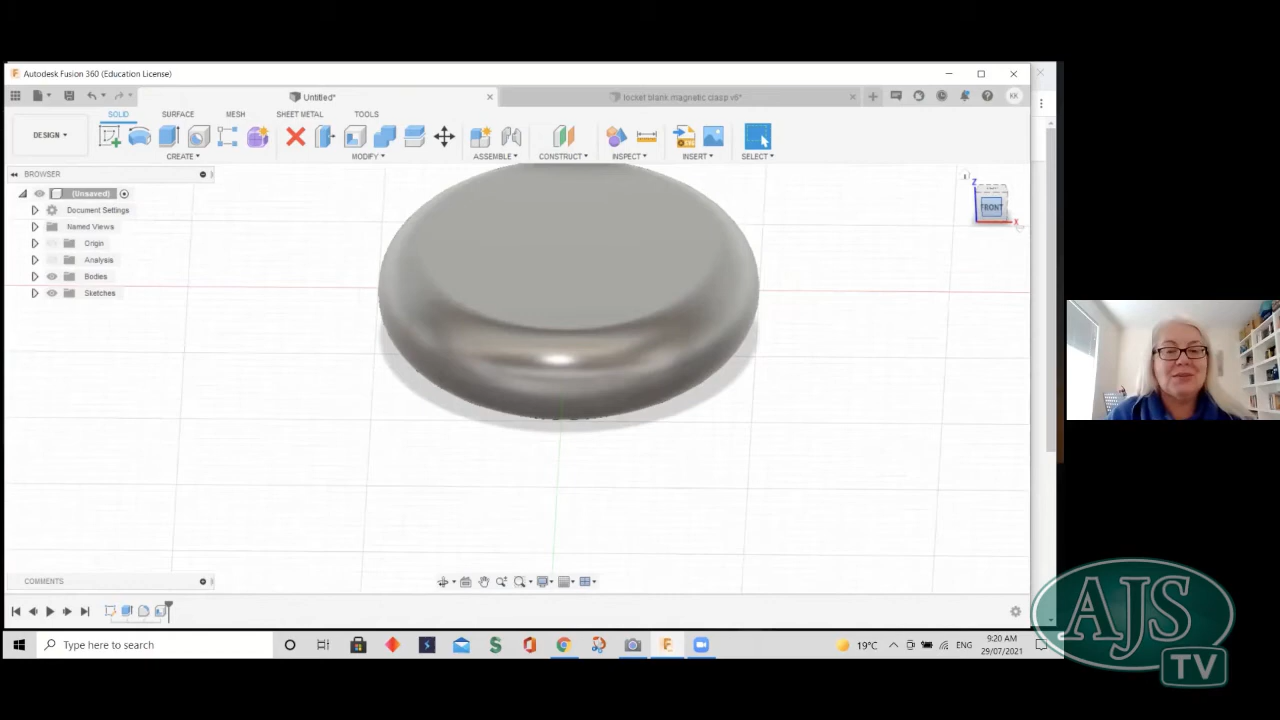 Autodesk Fusion 360 (Education License)
Untitled*
locket blank magnetic clasp v6*
KK
SOLID SURFACE MESH SHEET METAL TOOLS
DESIGN
CREATE MODIFY ASSEMBLE CONSTRUCT INSPECT INSERT SELECT
BROWSER
(Unsaved)
Document Settings
Named Views
Origin
Analysis
Bodies
Sketches
Z
FRONT
X
COMMENTS
Type here to search
19°C
ENG
9:20 AM
29/07/2021
AJS
TV